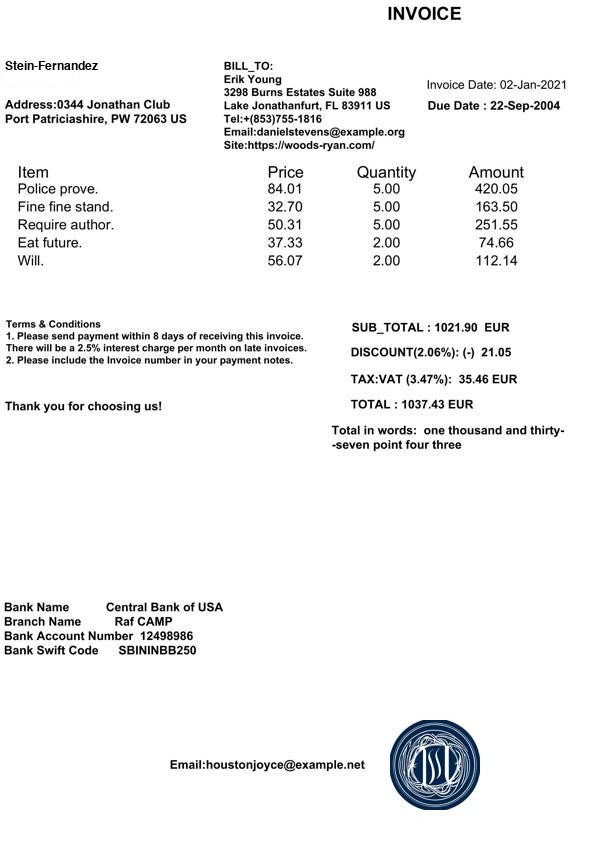 INVOICE
Stein-Fernandez
Address:0344 Jonathan Club
Port Patriciashire, PW 72063 US
BILL_TO:
Erik Young
3298 Burns Estates Suite 988
Lake Jonathanfurt, FL 83911 US
Tel:+(853)755-1816
Email:danielstevens@example.org
Site:https://woods-ryan.com/
Invoice Date: 02-Jan-2021
Due Date : 22-Sep-2004
Item Price Quantity Amount
Police prove. 84.01 5.00 420.05
Fine fine stand. 32.70 5.00 163.50
Require author. 50.31 5.00 251.55
Eat future. 37.33 2.00 74.66
Will. 56.07 2.00 112.14
Terms & Conditions
1. Please send payment within 8 days of receiving this invoice.
There will be a 2.5% interest charge per month on late invoices.
2. Please include the Invoice number in your payment notes.
Thank you for choosing us!
SUB_TOTAL : 1021.90 EUR
DISCOUNT(2.06%): (-) 21.05
TAX:VAT (3.47%): 35.46 EUR
TOTAL : 1037.43 EUR
Total in words: one thousand and thirty-
-seven point four three
Bank Name Central Bank of USA
Branch Name Raf CAMP
Bank Account Number 12498986
Bank Swift Code SBININBB250
Email:houstonjoyce@example.net